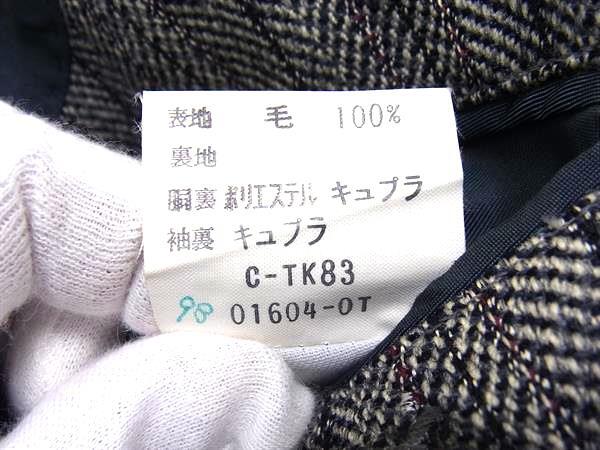 表地 毛 100%
裏地
胴裏 ポリエステル キュプラ
袖裏 キュプラ
C-TK83
98 01604-0T